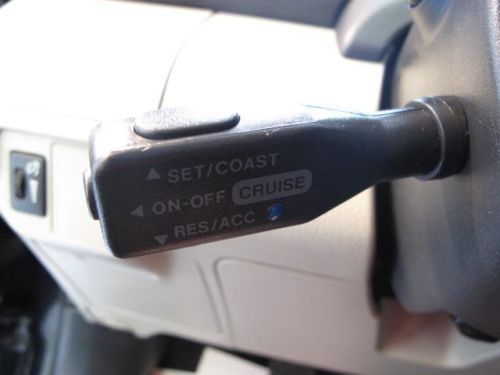 ▲ SET/COAST
◀ ON-OFF CRUISE
▼ RES/ACC